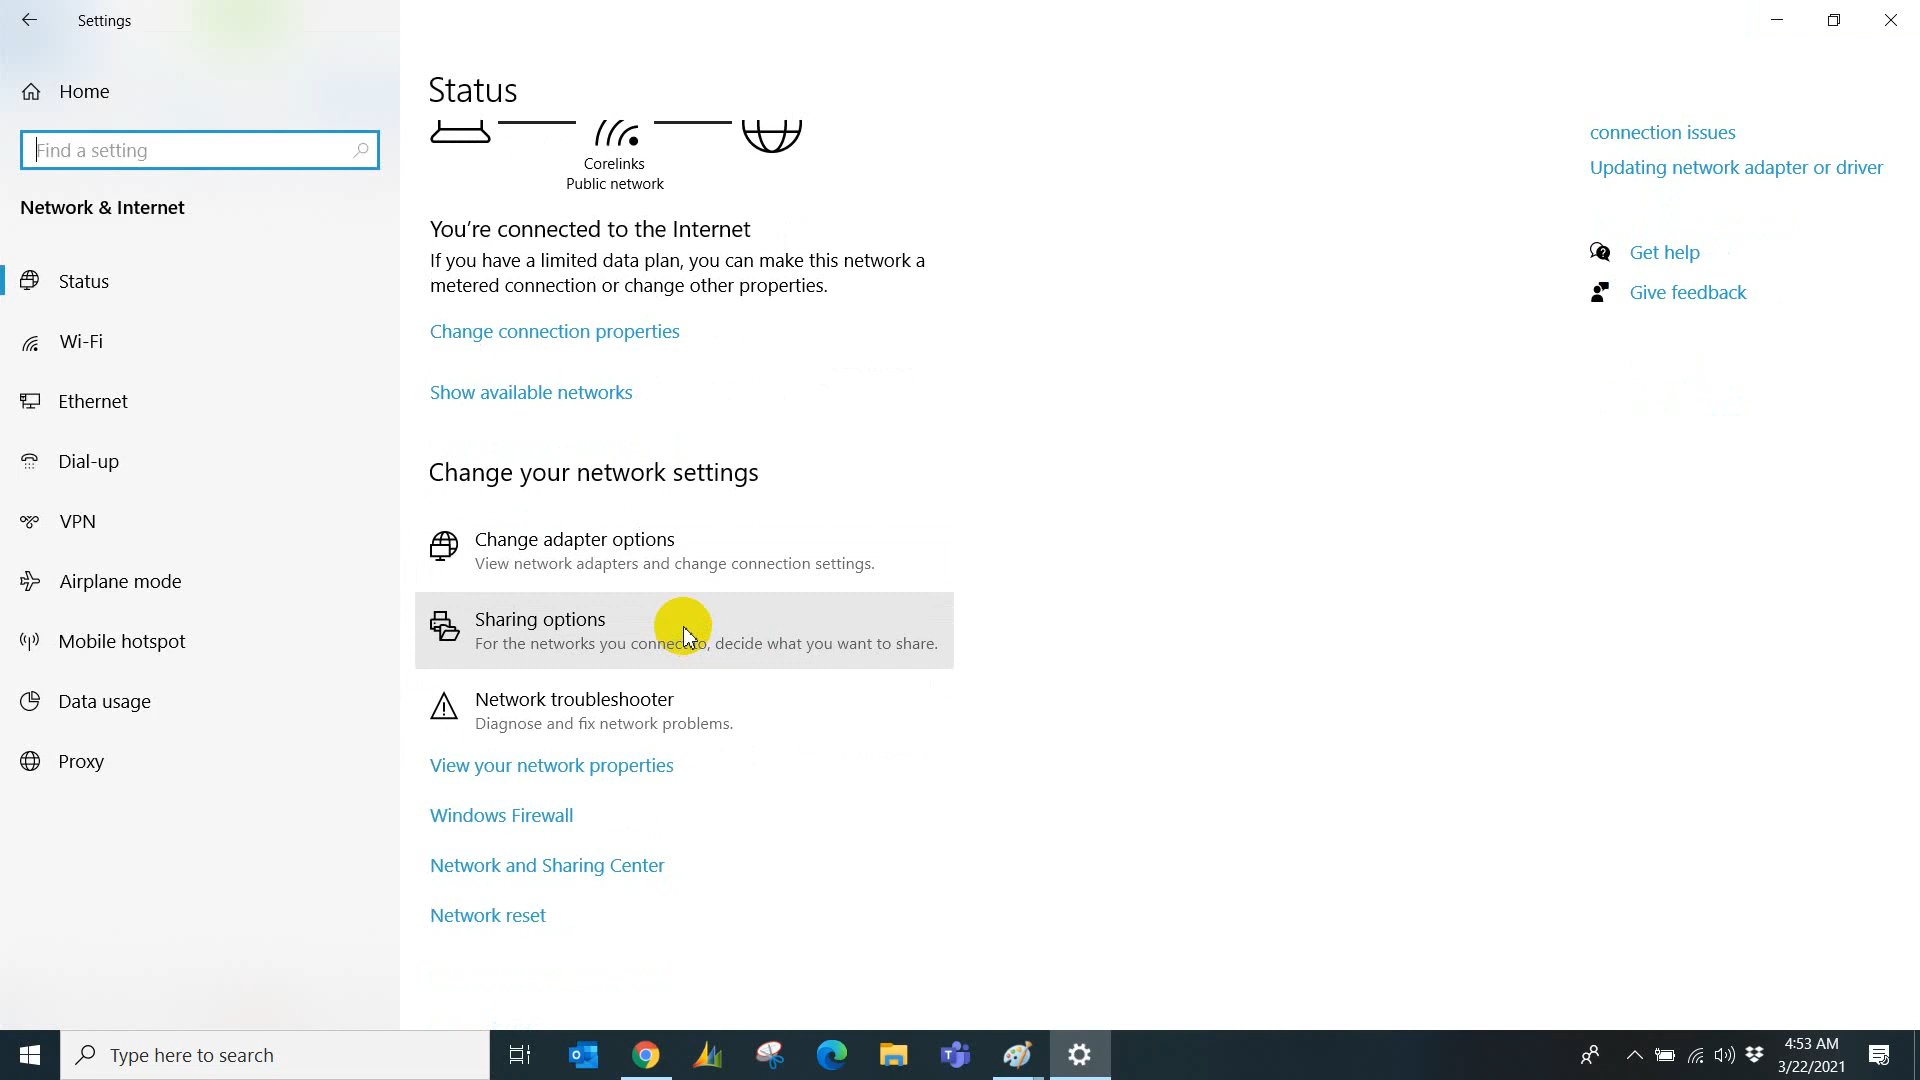 Settings
Home
Find a setting
Network & Internet
Status
Wi-Fi
Ethernet
Dial-up
VPN
Airplane mode
Mobile hotspot
Data usage
Proxy
Status
Corelinks
Public network
You're connected to the Internet
If you have a limited data plan, you can make this network a
metered connection or change other properties.
Change connection properties
Show available networks
Change your network settings
Change adapter options
View network adapters and change connection settings.
Sharing options
For the networks you connect to, decide what you want to share.
Network troubleshooter
Diagnose and fix network problems.
View your network properties
Windows Firewall
Network and Sharing Center
Network reset
connection issues
Updating network adapter or driver
Get help
Give feedback
Type here to search
4:53 AM
3/22/2021